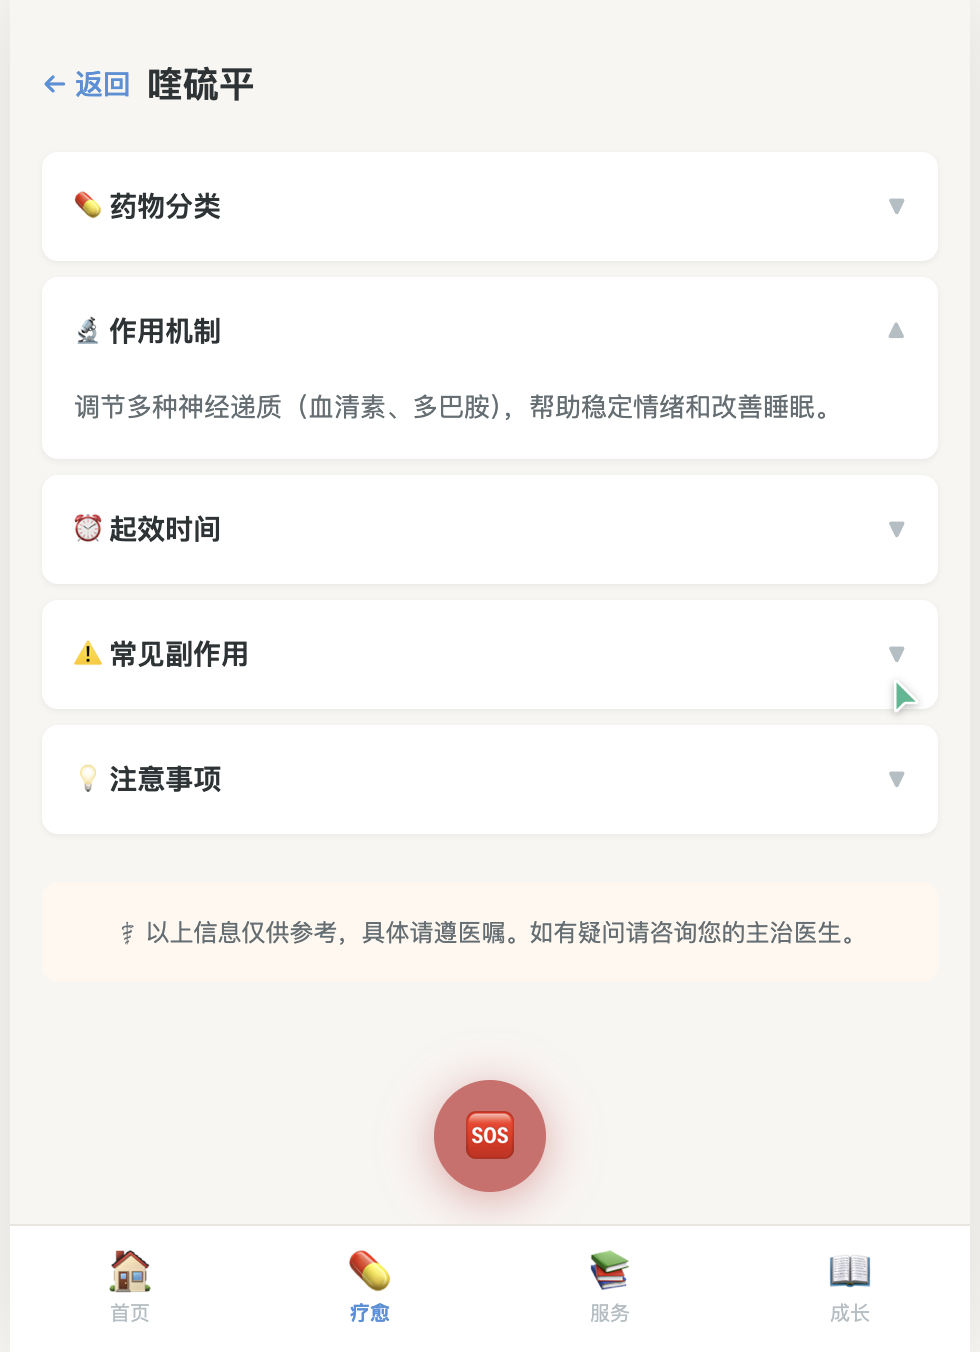 ← 返回 喹硫平
药物分类
作用机制
调节多种神经递质（血清素、多巴胺），帮助稳定情绪和改善睡眠。
起效时间
常见副作用
注意事项
⚕ 以上信息仅供参考，具体请遵医嘱。如有疑问请咨询您的主治医生。
SOS
首页
疗愈
服务
成长